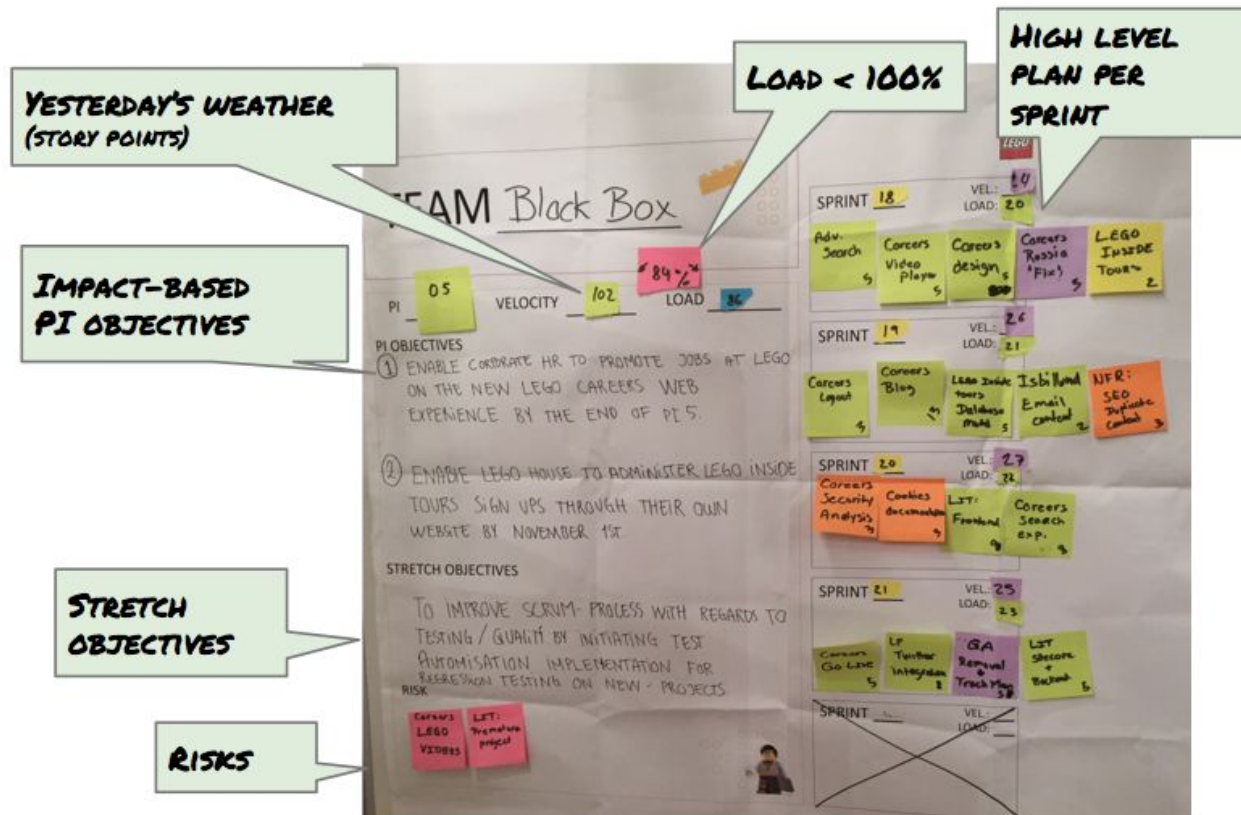 YESTERDAY'S WEATHER
(STORY POINTS)
LOAD < 100%
HIGH LEVEL
PLAN PER
SPRINT
IMPACT-BASED
PI OBJECTIVES
STRETCH
OBJECTIVES
RISKS
TEAM Black Box
"84%"
PI 05 VELOCITY 102 LOAD 86
PI OBJECTIVES
① ENABLE CORPORATE HR TO PROMOTE JOBS AT LEGO
ON THE NEW LEGO CAREERS WEB
EXPERIENCE BY THE END OF PI 5.
② ENABLE LEGO HOUSE TO ADMINISTER LEGO INSIDE
TOURS SIGN UPS THROUGH THEIR OWN
WEBSITE BY NOVEMBER 1ST.
STRETCH OBJECTIVES
TO IMPROVE SCRUM-PROCESS WITH REGARDS TO
TESTING/QUALITY BY INITIATING TEST
AUTOMISATION IMPLEMENTATION FOR
REGRESSION TESTING ON NEW-PROJECTS
RISK
Careers
LEGO
VIDEOS
LIT:
Premature
project
LEGO
SPRINT 18 VEL.: 24
LOAD: 20
Adv.
Search
5
Careers
Video
Player
5
Careers
design
5
Careers
Russia
"Fix"
5
LEGO
INSIDE
TOURS
2
SPRINT 19 VEL.: 26
LOAD: 21
Careers
Layout
Careers
Blog
LEGO Inside
tours
Database
5
Email
content
2
NFR:
SEO
Duplicate
content
3
SPRINT 20 VEL.: 27
LOAD: 22
Careers
Security
Analysis
3
Cookies
3
LIT:
Frontend
8
Careers
Search
exp.
8
SPRINT 21 VEL.: 25
LOAD: 23
Careers
Go Live
5
Integration
QA
Removal
LIT
Sitecore
+
SPRINT VEL.:
LOAD: